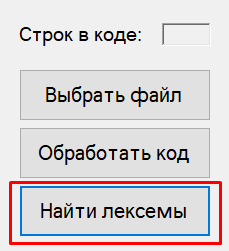 Строк в коде:
Выбрать файл
Обработать код
Найти лексемы